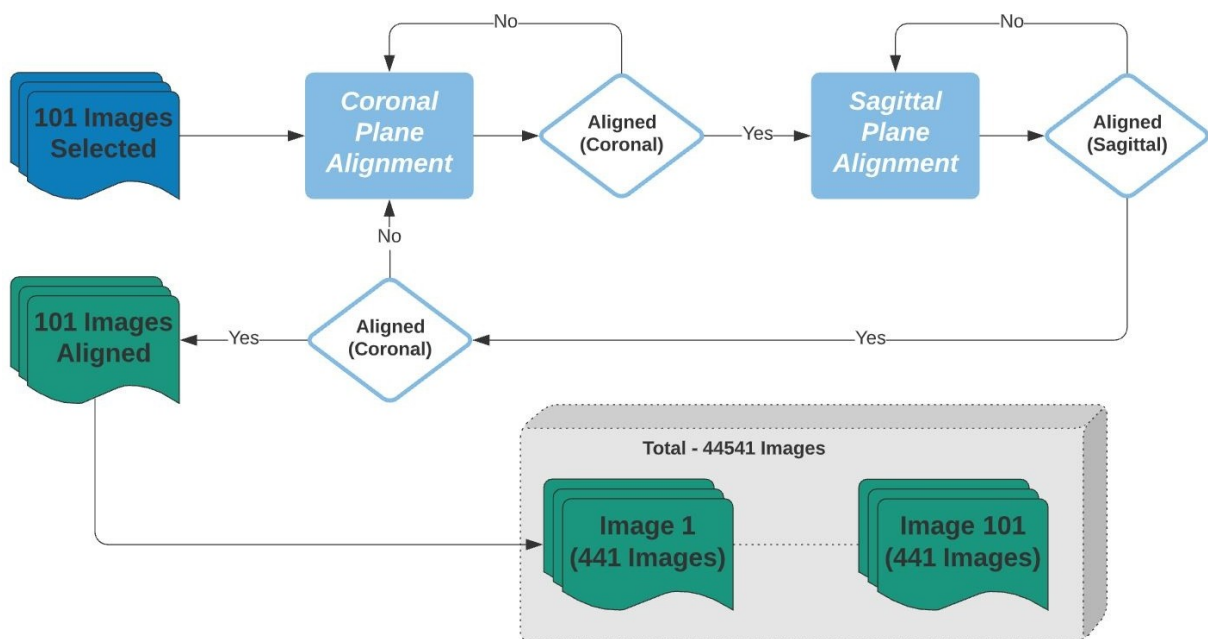 No
No
101 Images
Selected
Coronal
Plane
Alignment
Aligned
(Coronal)
Yes
Sagittal
Plane
Alignment
Aligned
(Sagittal)
No
101 Images
Aligned
Yes
Aligned
(Coronal)
Yes
Total - 44541 Images
Image 1
(441 Images)
Image 101
(441 Images)